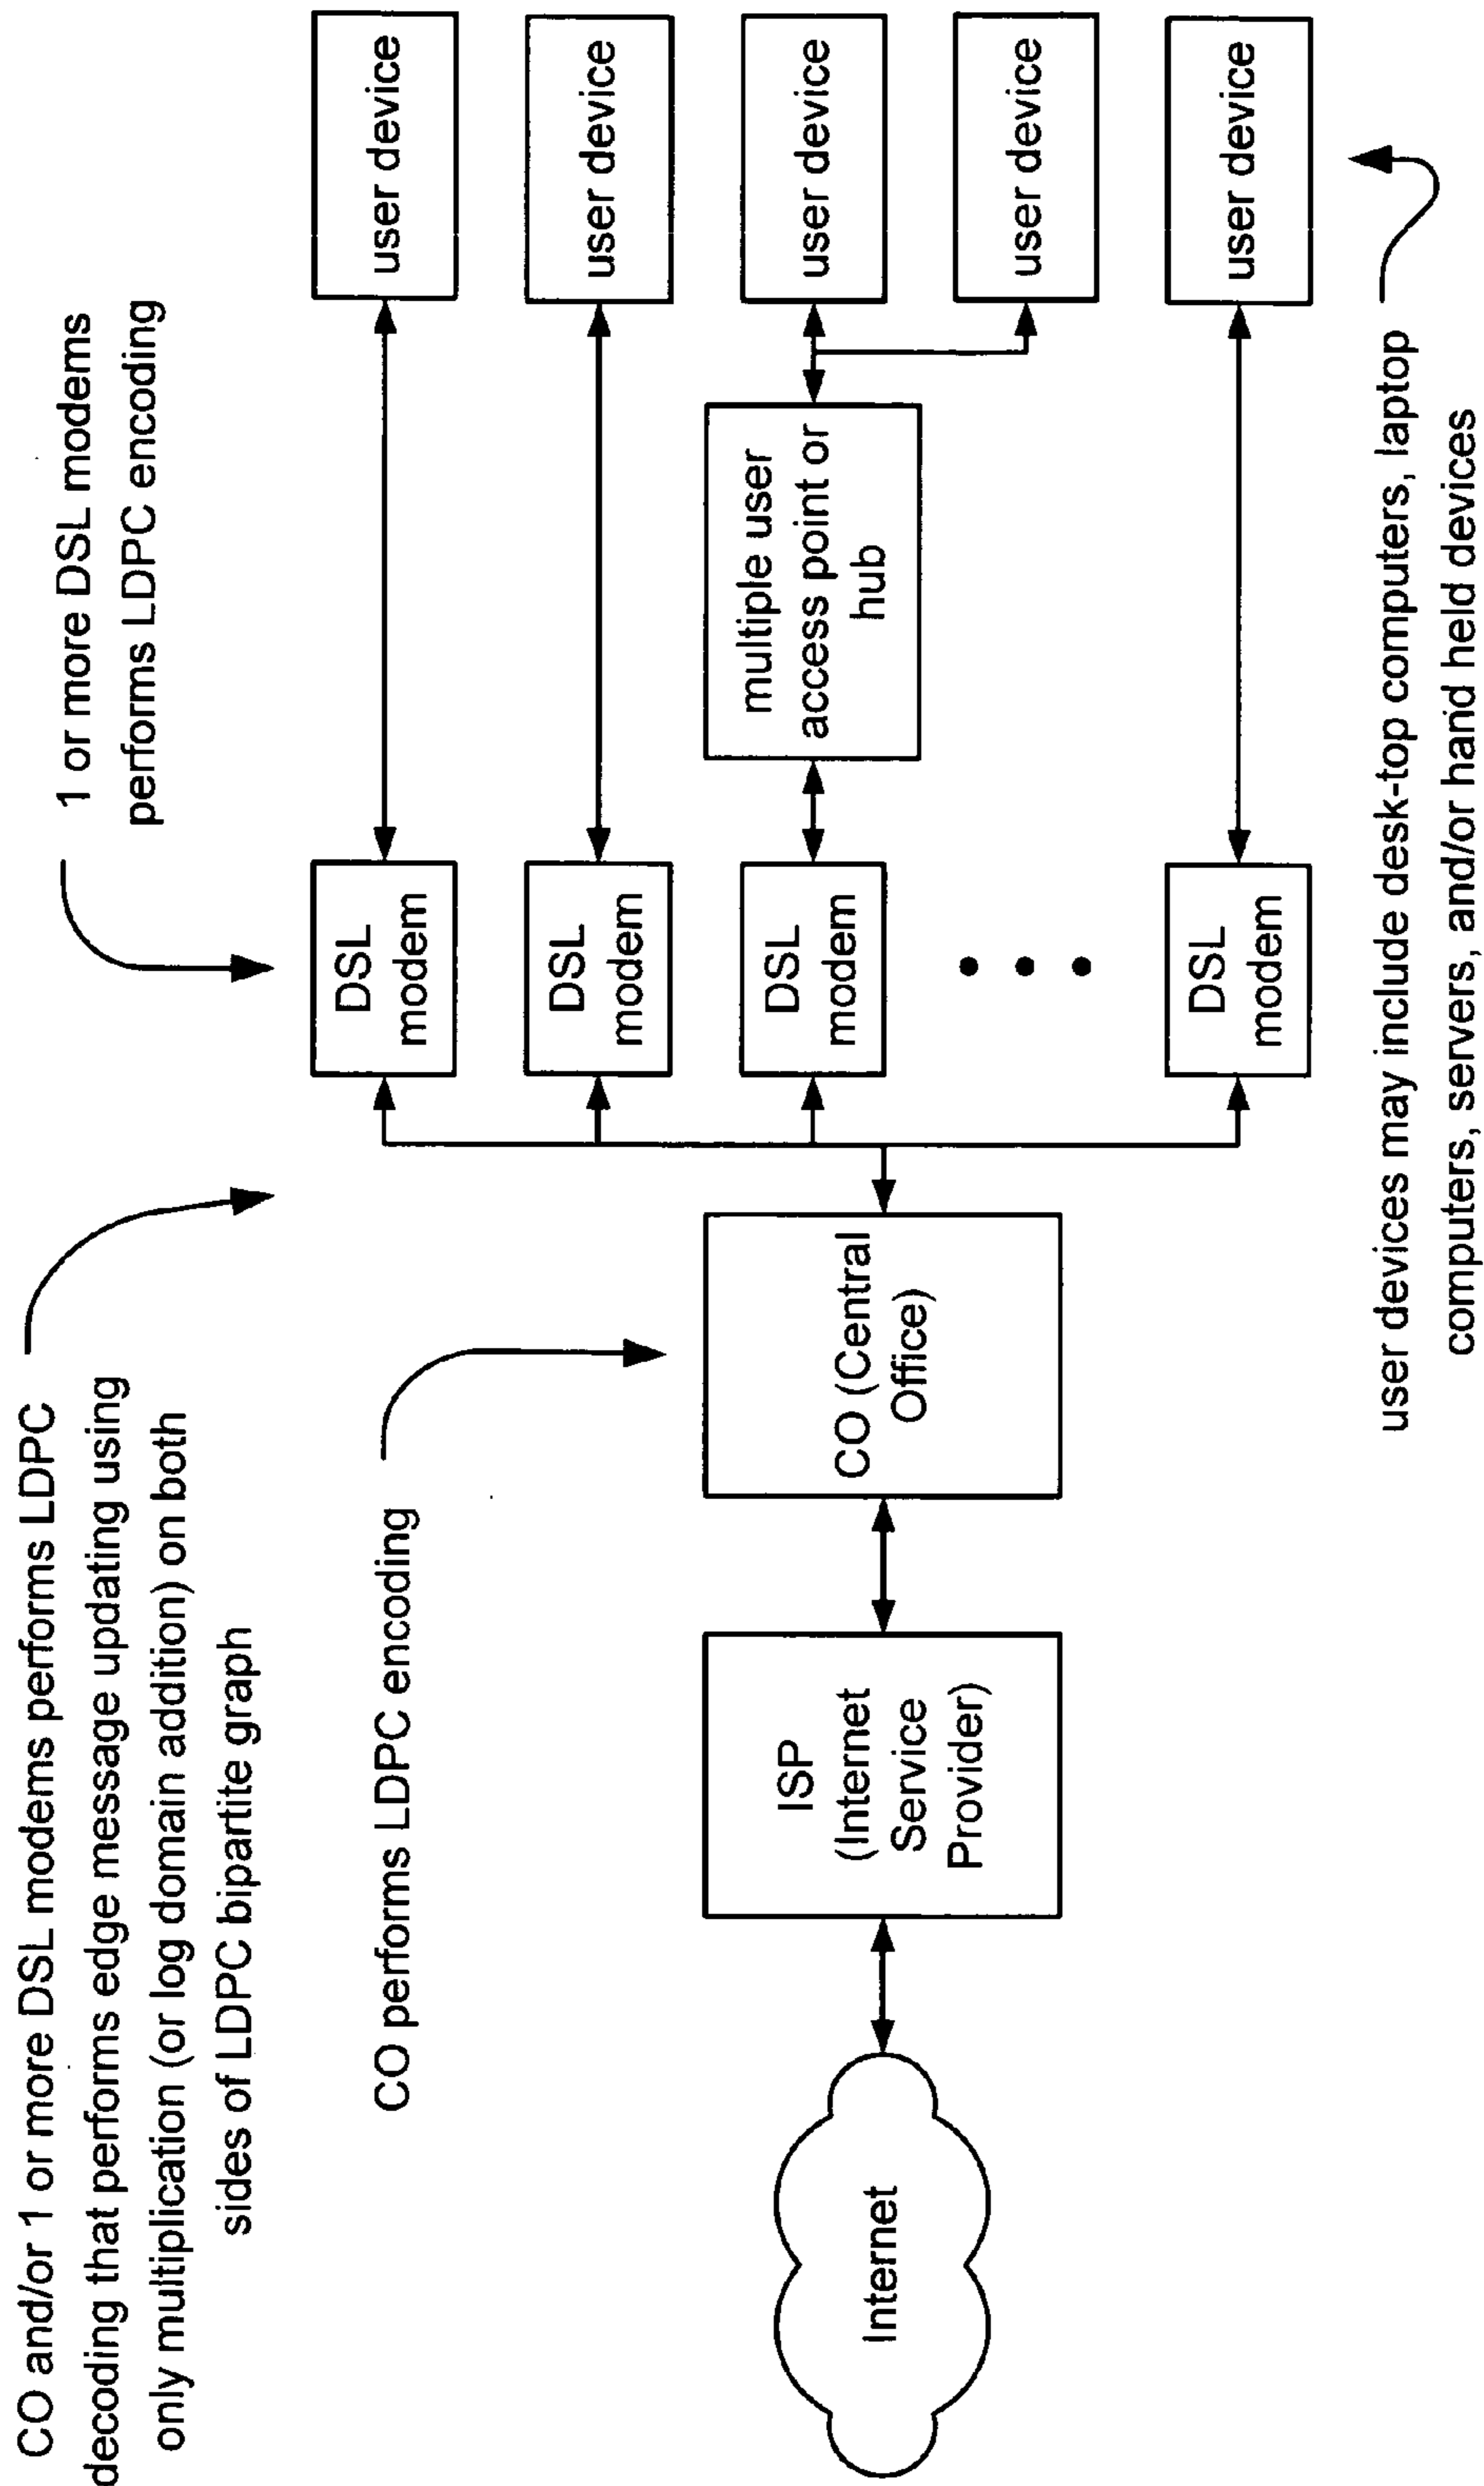 CO and/or 1 or more DSL modems performs LDPC
decoding that performs edge message updating using
only multiplication (or log domain addition) on both
sides of LDPC bipartite graph
1 or more DSL modems
performs LDPC encoding
CO performs LDPC encoding
Internet
ISP
(Internet
Service
Provider)
CO (Central
Office)
DSL
modem
user device
DSL
modem
user device
DSL
modem
multiple user
access point or
hub
user device
user device
DSL
modem
user device
user devices may include desk-top computers, laptop
computers, servers, and/or hand held devices